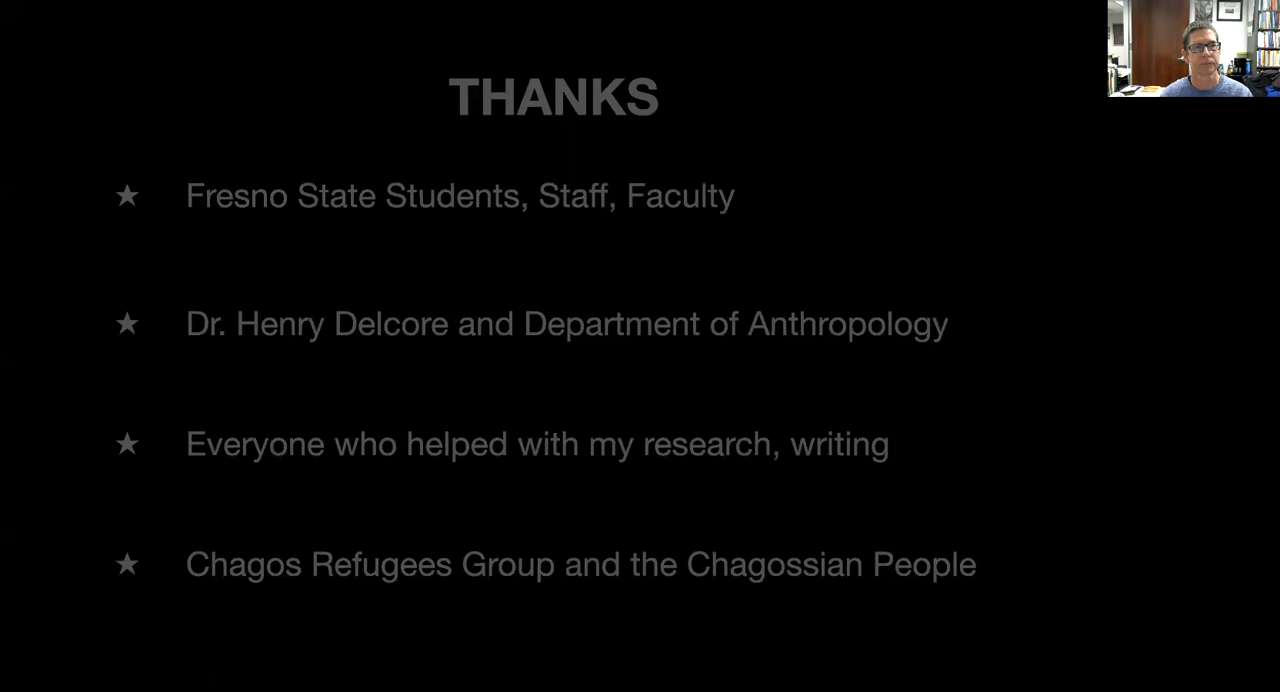 THANKS
★ Fresno State Students, Staff, Faculty
★ Dr. Henry Delcore and Department of Anthropology
★ Everyone who helped with my research, writing
★ Chagos Refugees Group and the Chagossian People